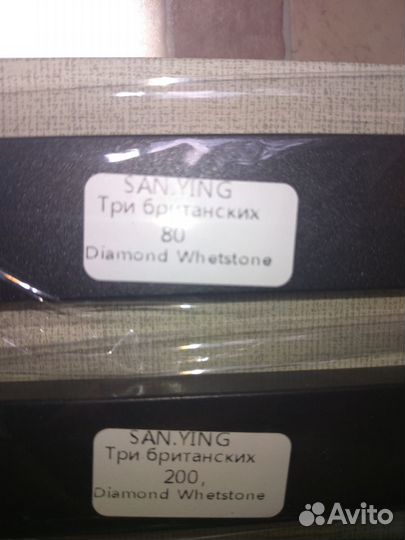 SAN.YING
Три британских
80
Diamond Whetstone
SAN.YING
Три британских
200,
Diamond Whetstone
Avito